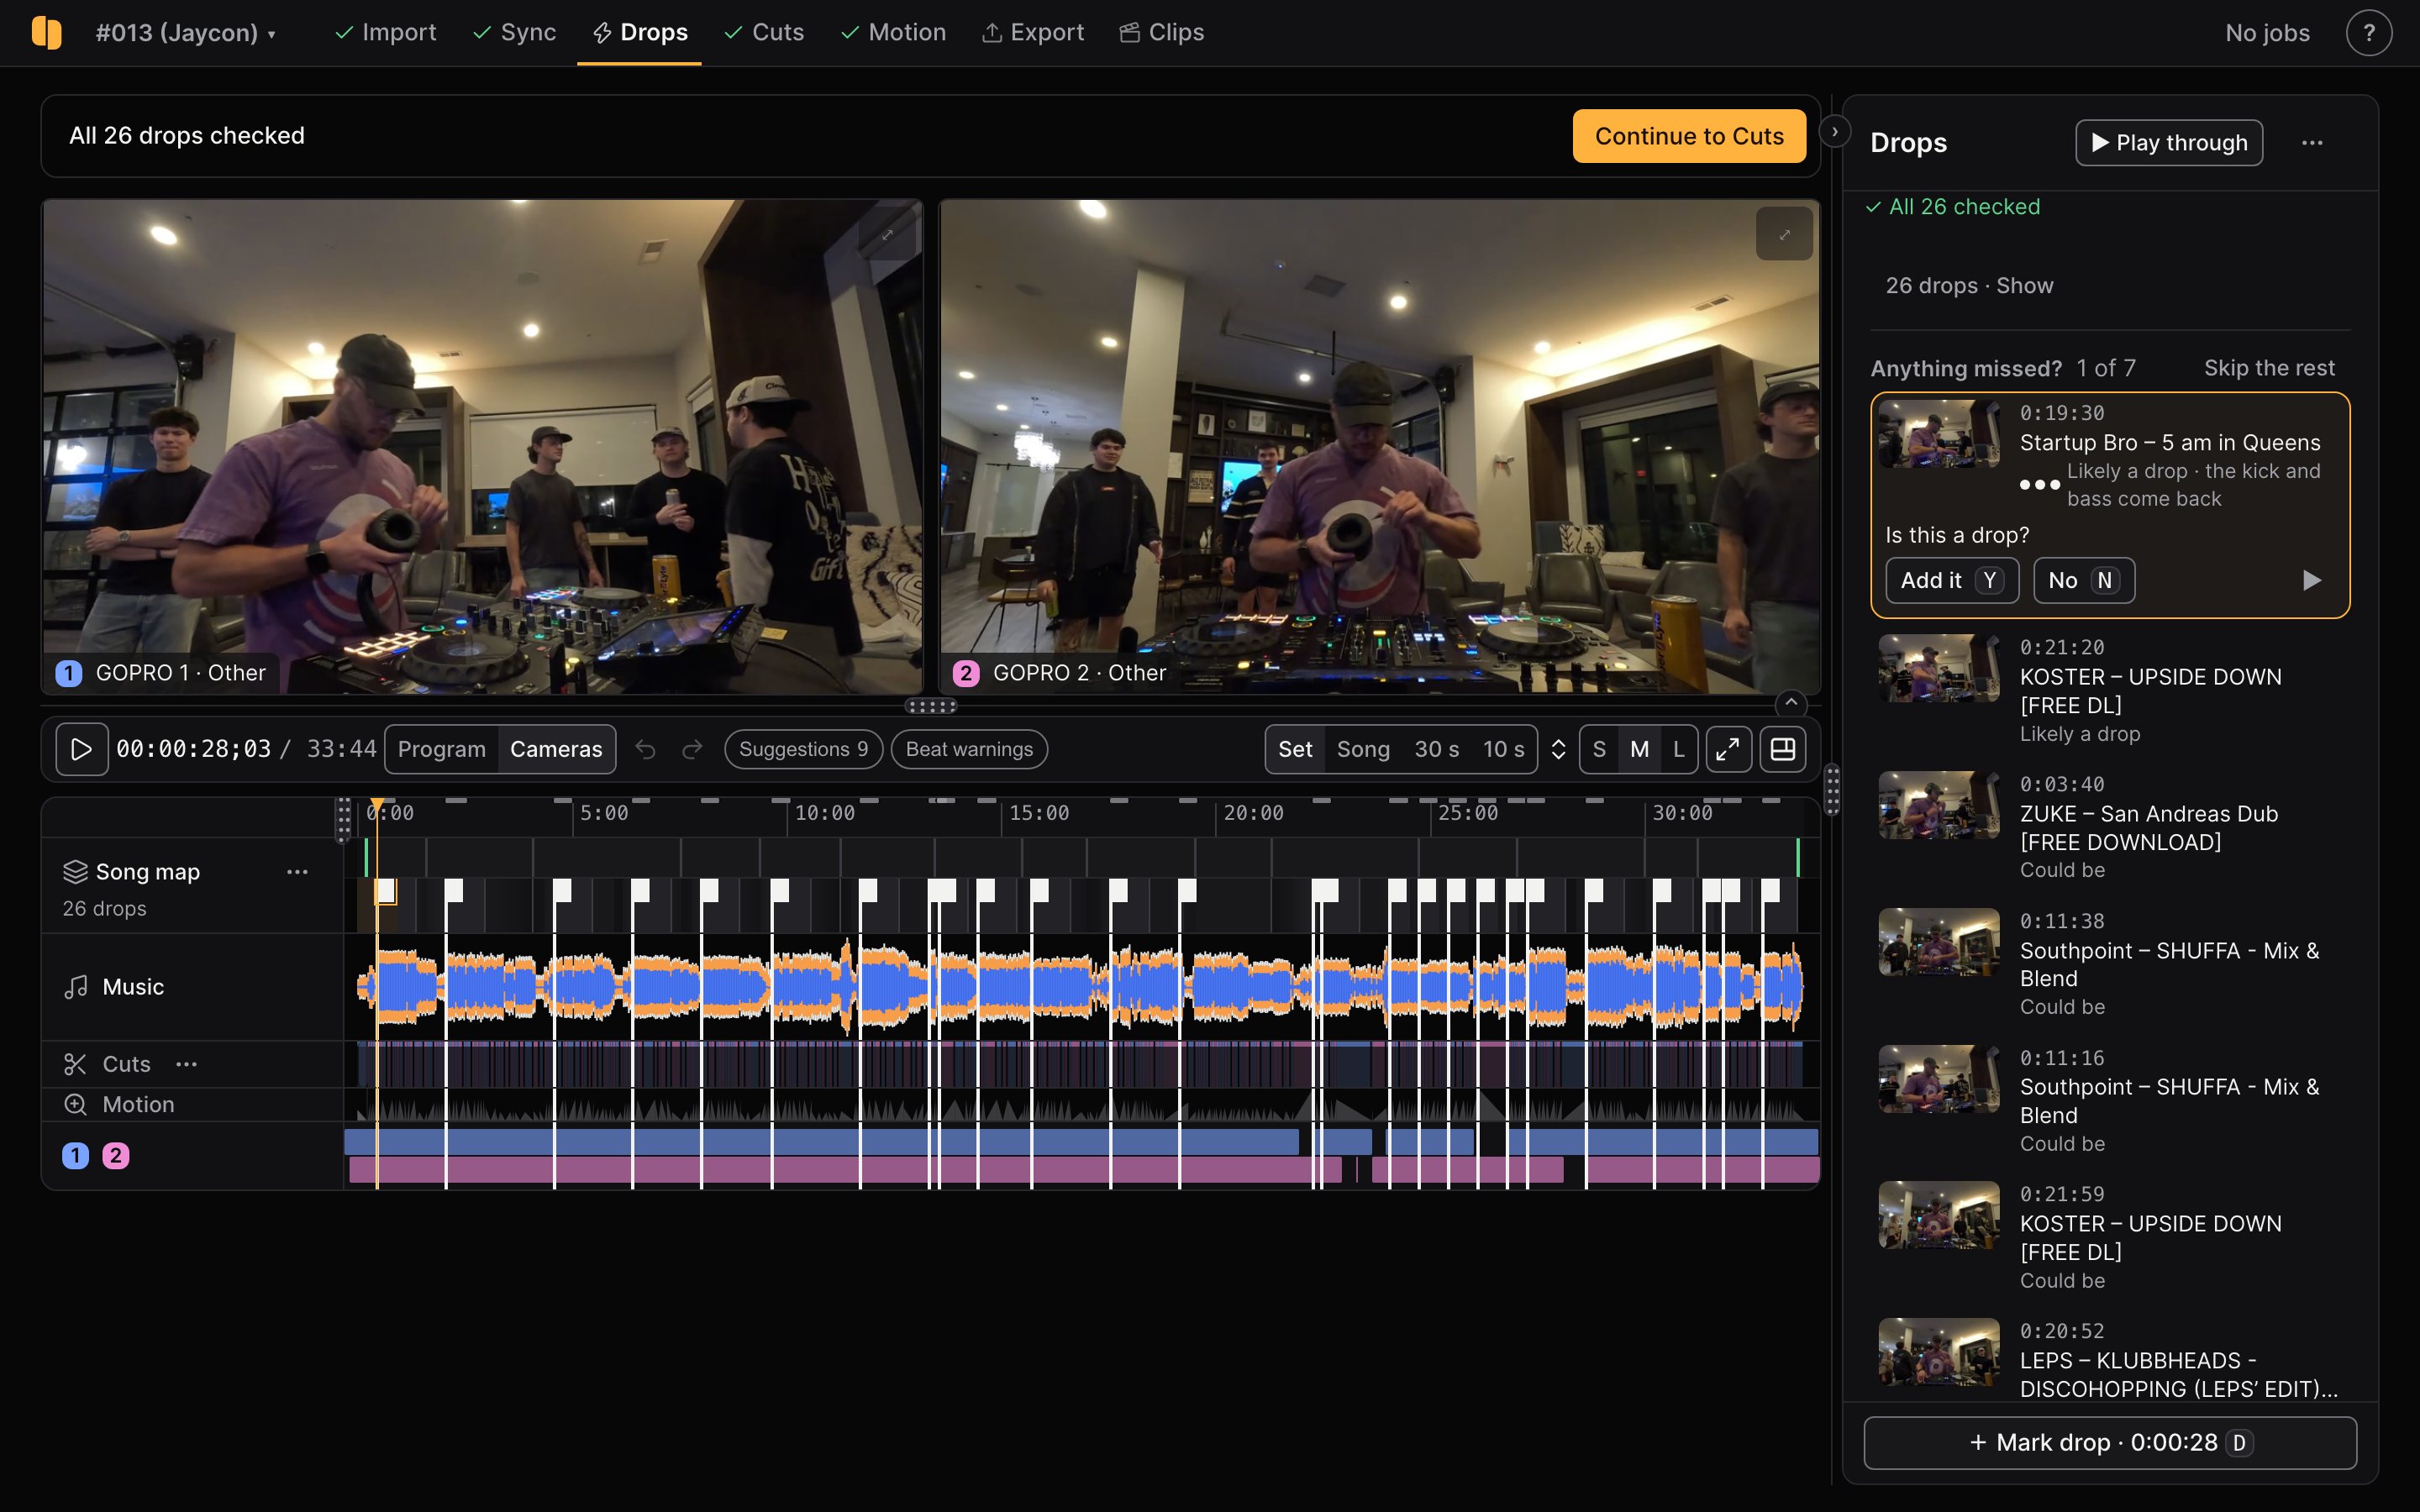 #013 (Jaycon) ▾
Import
Sync
Drops
Cuts
Motion
Export
Clips
No jobs
?
All 26 drops checked
Continue to Cuts
1 GOPRO 1 · Other
2 GOPRO 2 · Other
00:00:28;03 / 33:44
Program
Cameras
Suggestions 9
Beat warnings
Set
Song
30 s
10 s
S
M
L
0:00
5:00
10:00
15:00
20:00
25:00
30:00
Song map
26 drops
Music
Cuts
Motion
1 2
Drops
Play through
All 26 checked
26 drops · Show
Anything missed? 1 of 7
Skip the rest
0:19:30
Startup Bro – 5 am in Queens
Likely a drop · the kick and
bass come back
Is this a drop?
Add it Y
No N
0:21:20
KOSTER – UPSIDE DOWN
[FREE DL]
Likely a drop
0:03:40
ZUKE – San Andreas Dub
[FREE DOWNLOAD]
Could be
0:11:38
Southpoint – SHUFFA - Mix &
Blend
Could be
0:11:16
Southpoint – SHUFFA - Mix &
Blend
Could be
0:21:59
KOSTER – UPSIDE DOWN
[FREE DL]
Could be
0:20:52
LEPS – KLUBBHEADS -
DISCOHOPPING (LEPS’ EDIT)...
+ Mark drop · 0:00:28 D